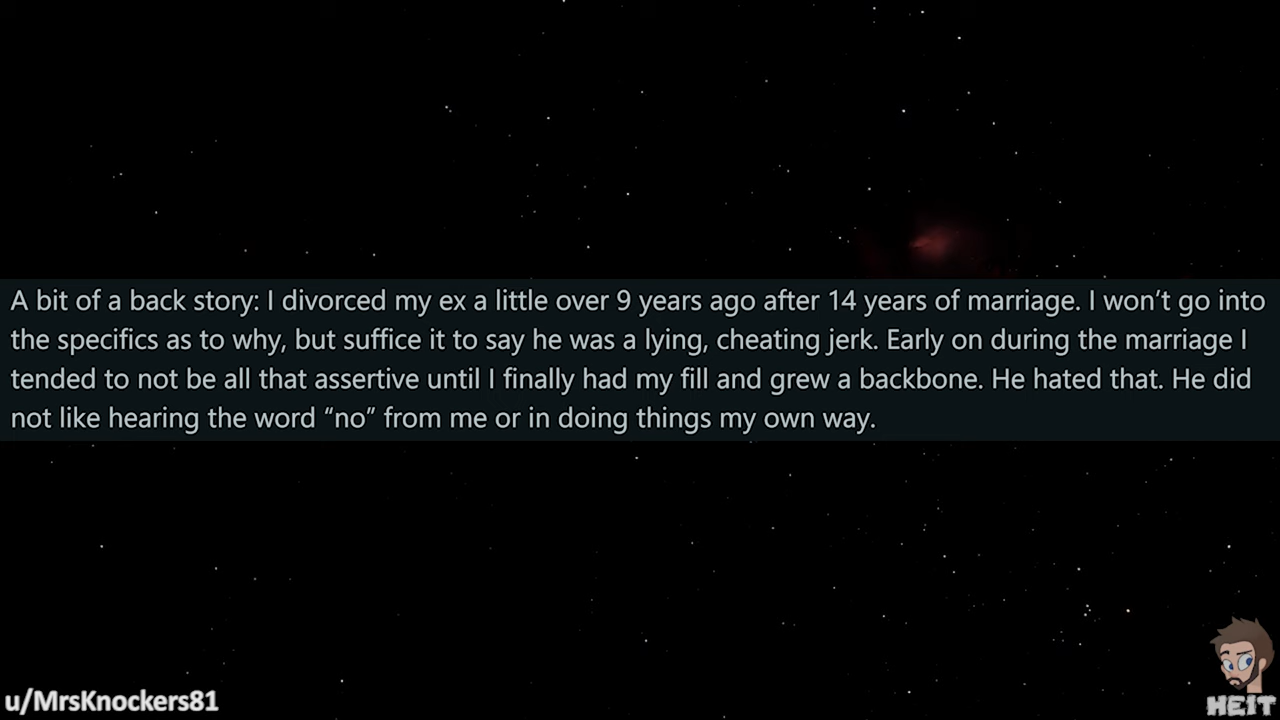 A bit of a back story: I divorced my ex a little over 9 years ago after 14 years of marriage. I won’t go into
the specifics as to why, but suffice it to say he was a lying, cheating jerk. Early on during the marriage I
tended to not be all that assertive until I finally had my fill and grew a backbone. He hated that. He did
not like hearing the word “no” from me or in doing things my own way.
u/MrsKnockers81
HEIT